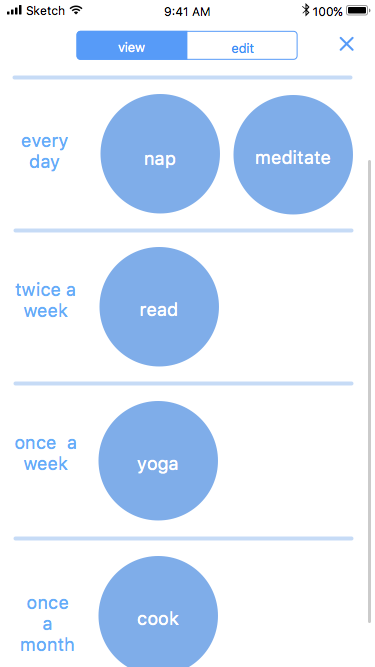 Sketch 9:41 AM 100%
view edit
every
day
nap meditate
twice a
week
read
once a
week
yoga
once
a
month
cook